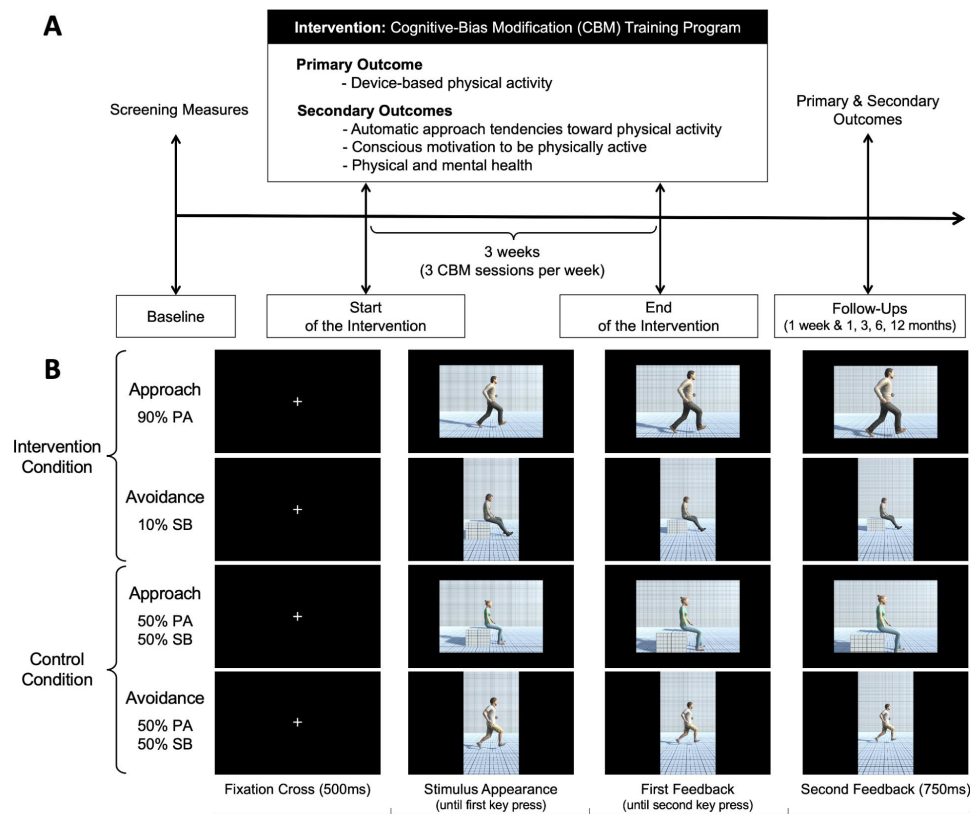 A
Intervention: Cognitive-Bias Modification (CBM) Training Program
Primary Outcome
- Device-based physical activity
Secondary Outcomes
- Automatic approach tendencies toward physical activity
- Conscious motivation to be physically active
- Physical and mental health
Screening Measures
Primary & Secondary
Outcomes
3 weeks
(3 CBM sessions per week)
Baseline
Start
of the Intervention
End
of the Intervention
Follow-Ups
(1 week & 1, 3, 6, 12 months)
B
Intervention
Condition
Approach
90% PA
Avoidance
10% SB
Control
Condition
Approach
50% PA
50% SB
Avoidance
50% PA
50% SB
Fixation Cross (500ms)
Stimulus Appearance
(until first key press)
First Feedback
(until second key press)
Second Feedback (750ms)